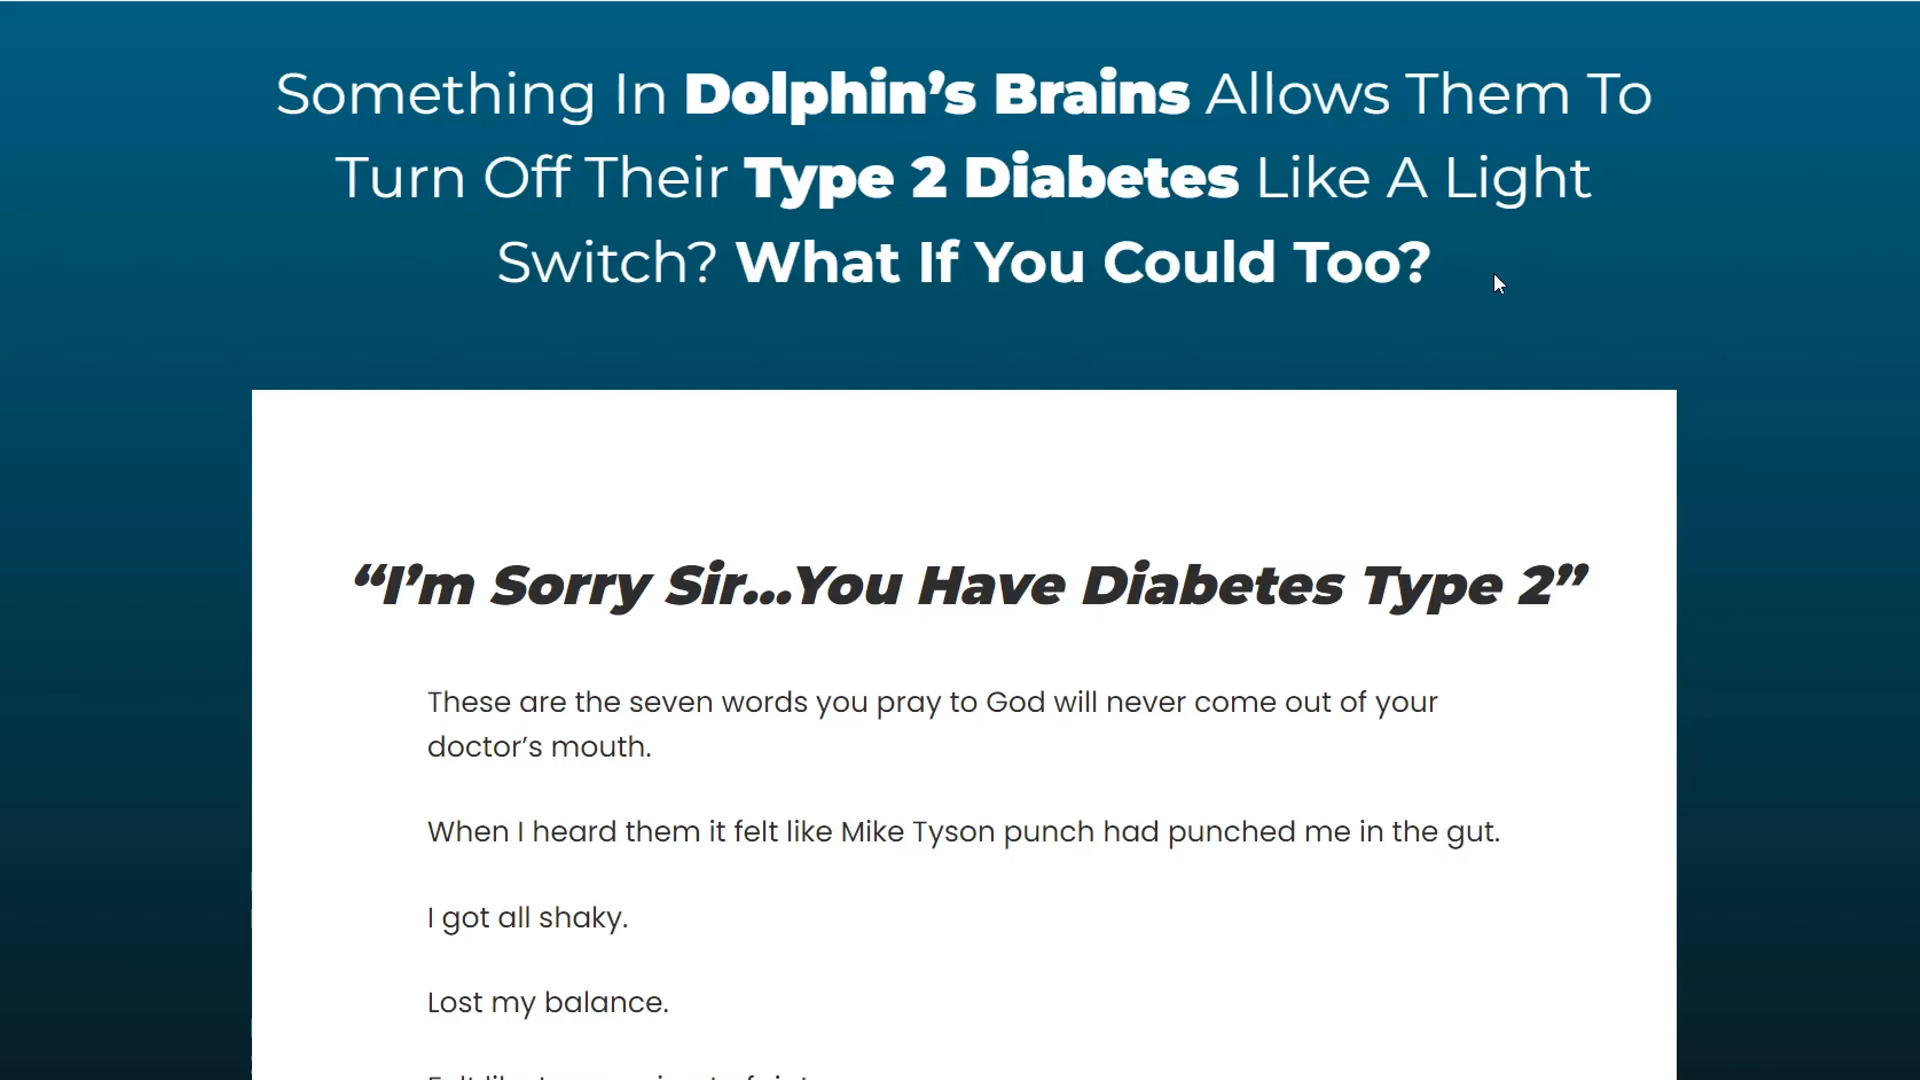 Something In Dolphin’s Brains Allows Them To
Turn Off Their Type 2 Diabetes Like A Light
Switch? What If You Could Too?
“I’m Sorry Sir...You Have Diabetes Type 2”
These are the seven words you pray to God will never come out of your
doctor’s mouth.
When I heard them it felt like Mike Tyson punch had punched me in the gut.
I got all shaky.
Lost my balance.